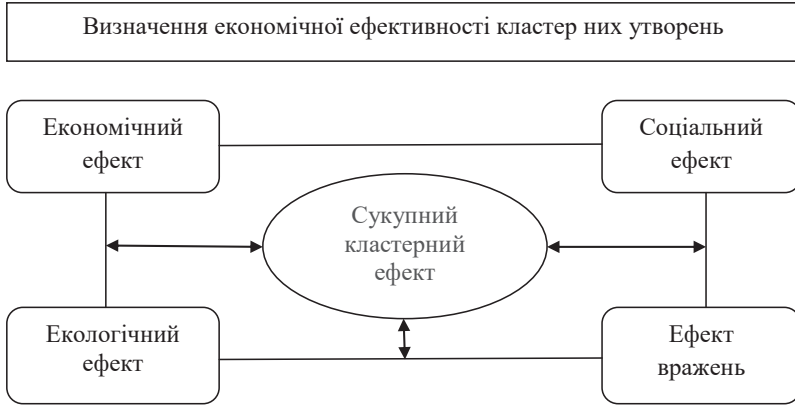 Визначення економічної ефективності кластер них утворень
Економічний
ефект
Соціальний
ефект
Сукупний
кластерний
ефект
Екологічний
ефект
Ефект
вражень